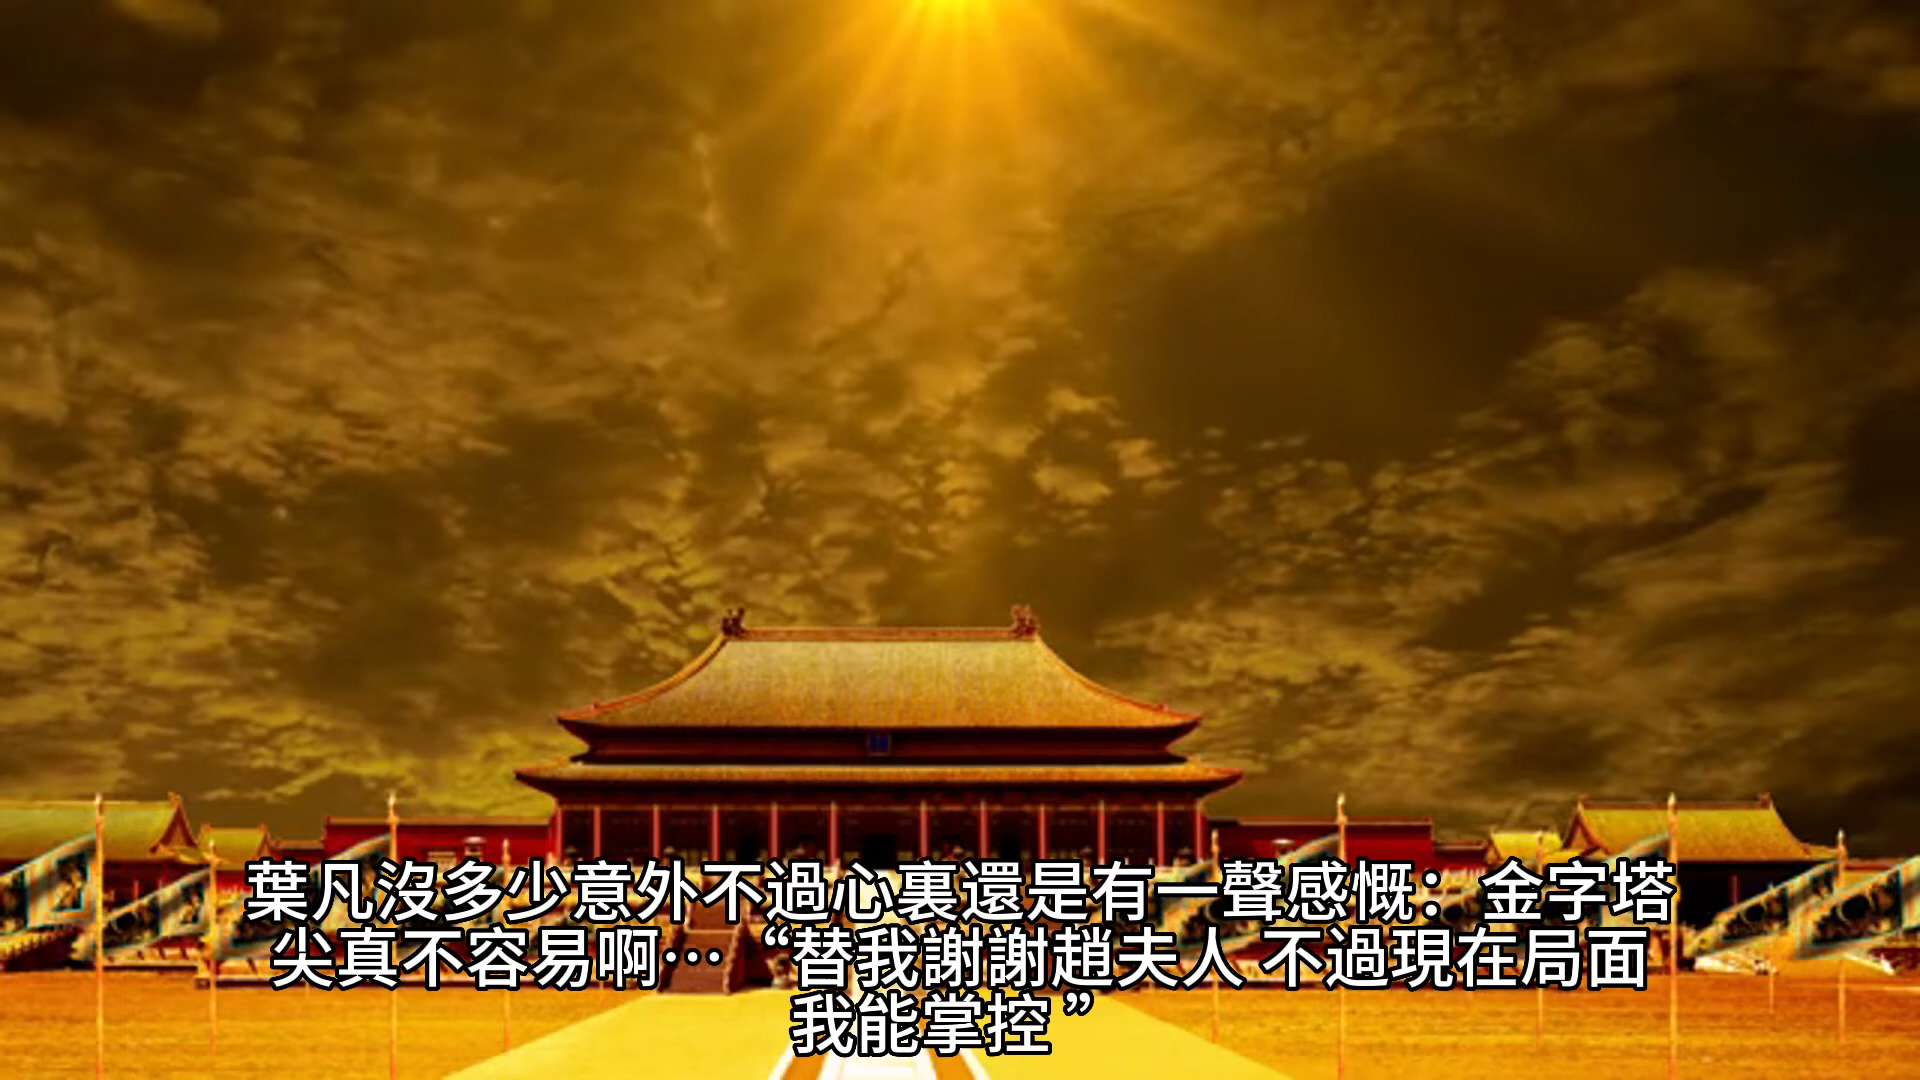 葉凡沒多少意外不過心裏還是有一聲感慨：金字塔
尖真不容易啊…“替我謝謝趙夫人 不過現在局面
我能掌控 ”